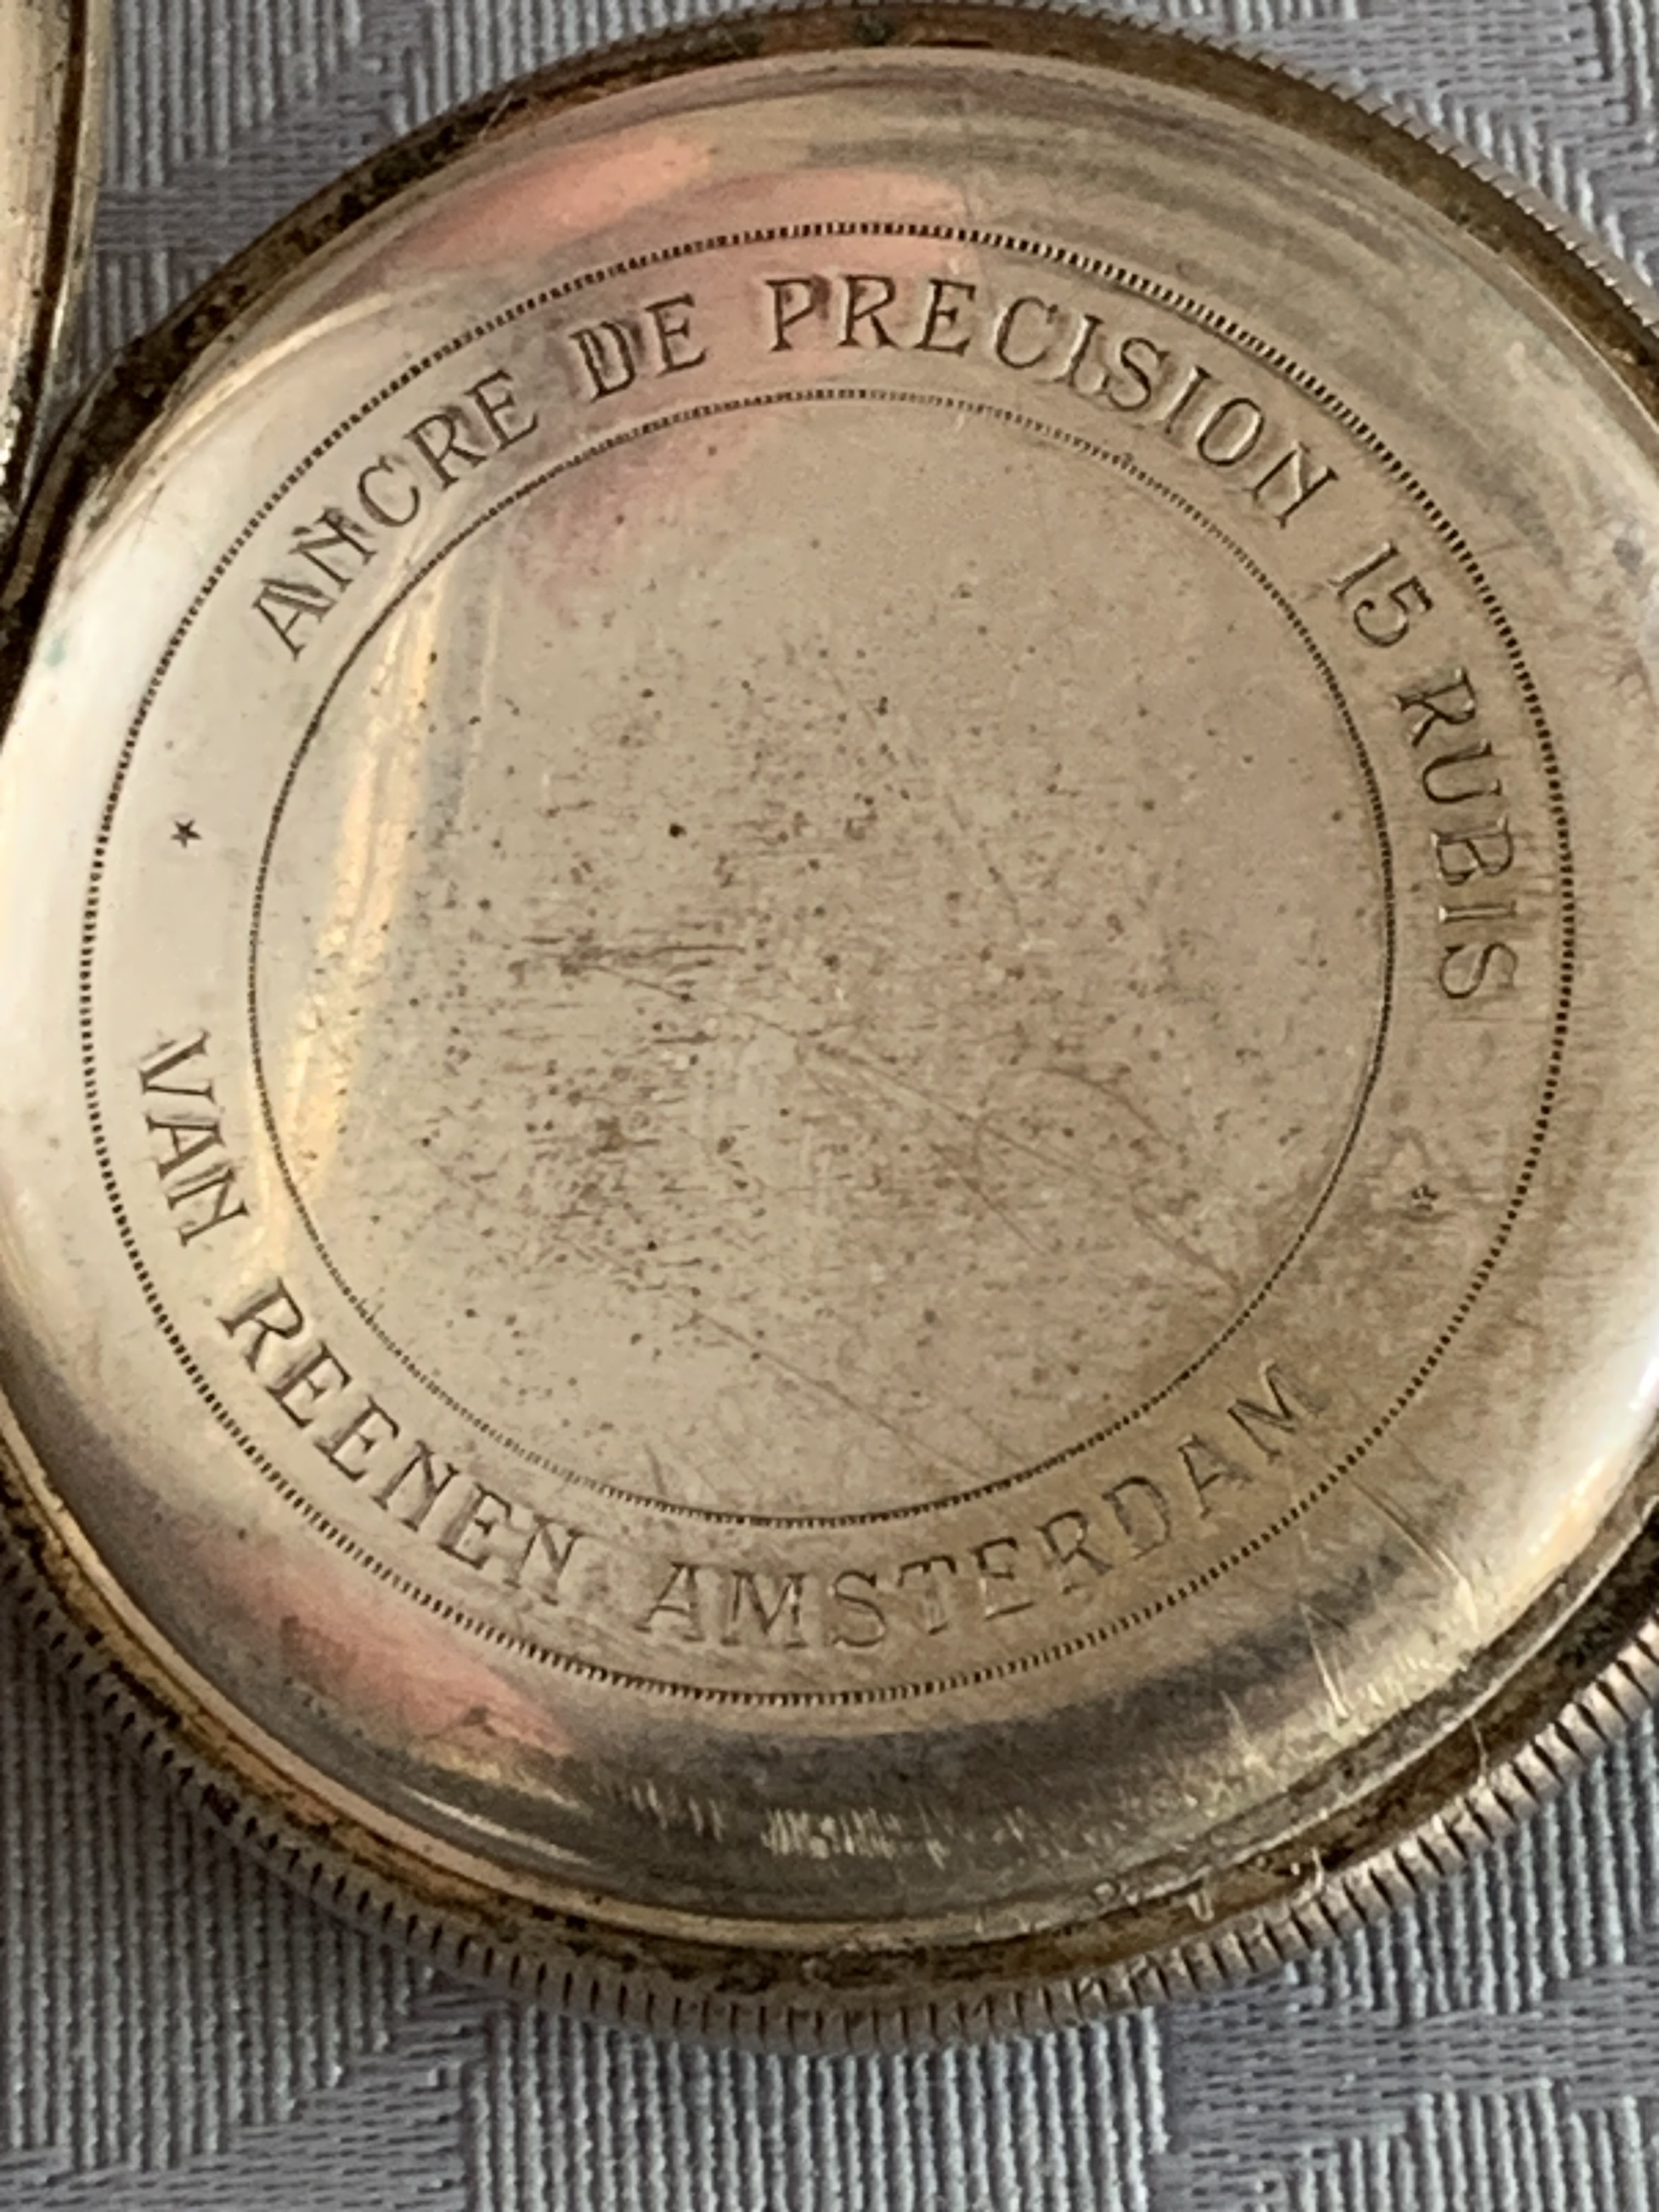 ANCRE DE PRECISION 15 RUBIS
VAN REENEN AMSTERDAM